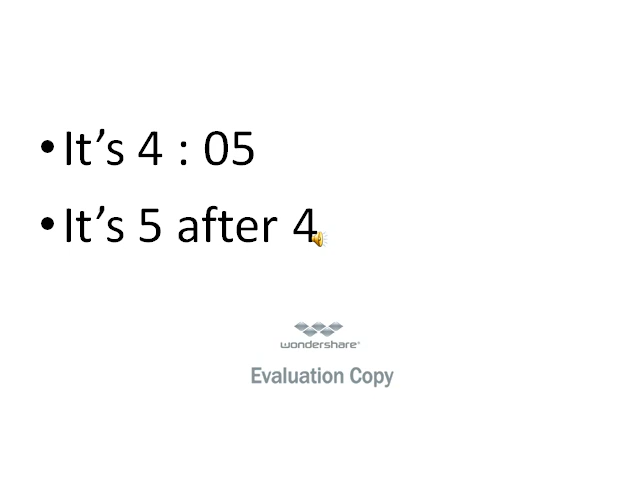 •It’s 4 : 05
•It’s 5 after 4
wondershare
Evaluation Copy